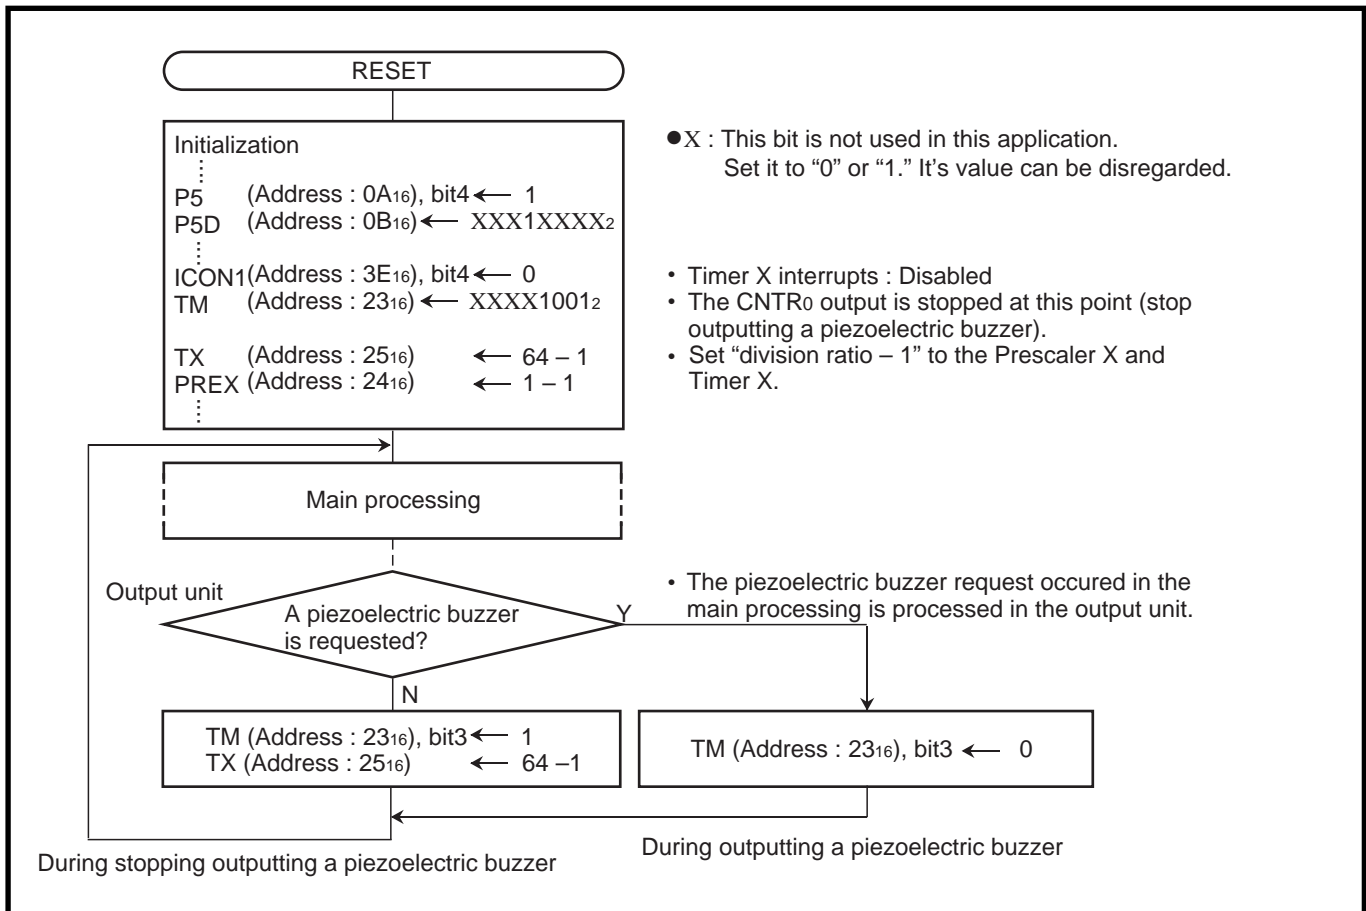 RESET
Initialization
P5 (Address : 0A16), bit4 ← 1
P5D (Address : 0B16) ← XXX1XXXX2
ICON1(Address : 3E16), bit4 ← 0
TM (Address : 2316) ← XXXX10012
TX (Address : 2516) ← 64 – 1
PREX (Address : 2416) ← 1 – 1
●X : This bit is not used in this application.
Set it to “0” or “1.” It’s value can be disregarded.
• Timer X interrupts : Disabled
• The CNTR0 output is stopped at this point (stop
outputting a piezoelectric buzzer).
• Set “division ratio – 1” to the Prescaler X and
Timer X.
Main processing
Output unit
A piezoelectric buzzer
is requested?
Y
N
• The piezoelectric buzzer request occured in the
main processing is processed in the output unit.
TM (Address : 2316), bit3 ← 1
TX (Address : 2516) ← 64 –1
TM (Address : 2316), bit3 ← 0
During stopping outputting a piezoelectric buzzer
During outputting a piezoelectric buzzer